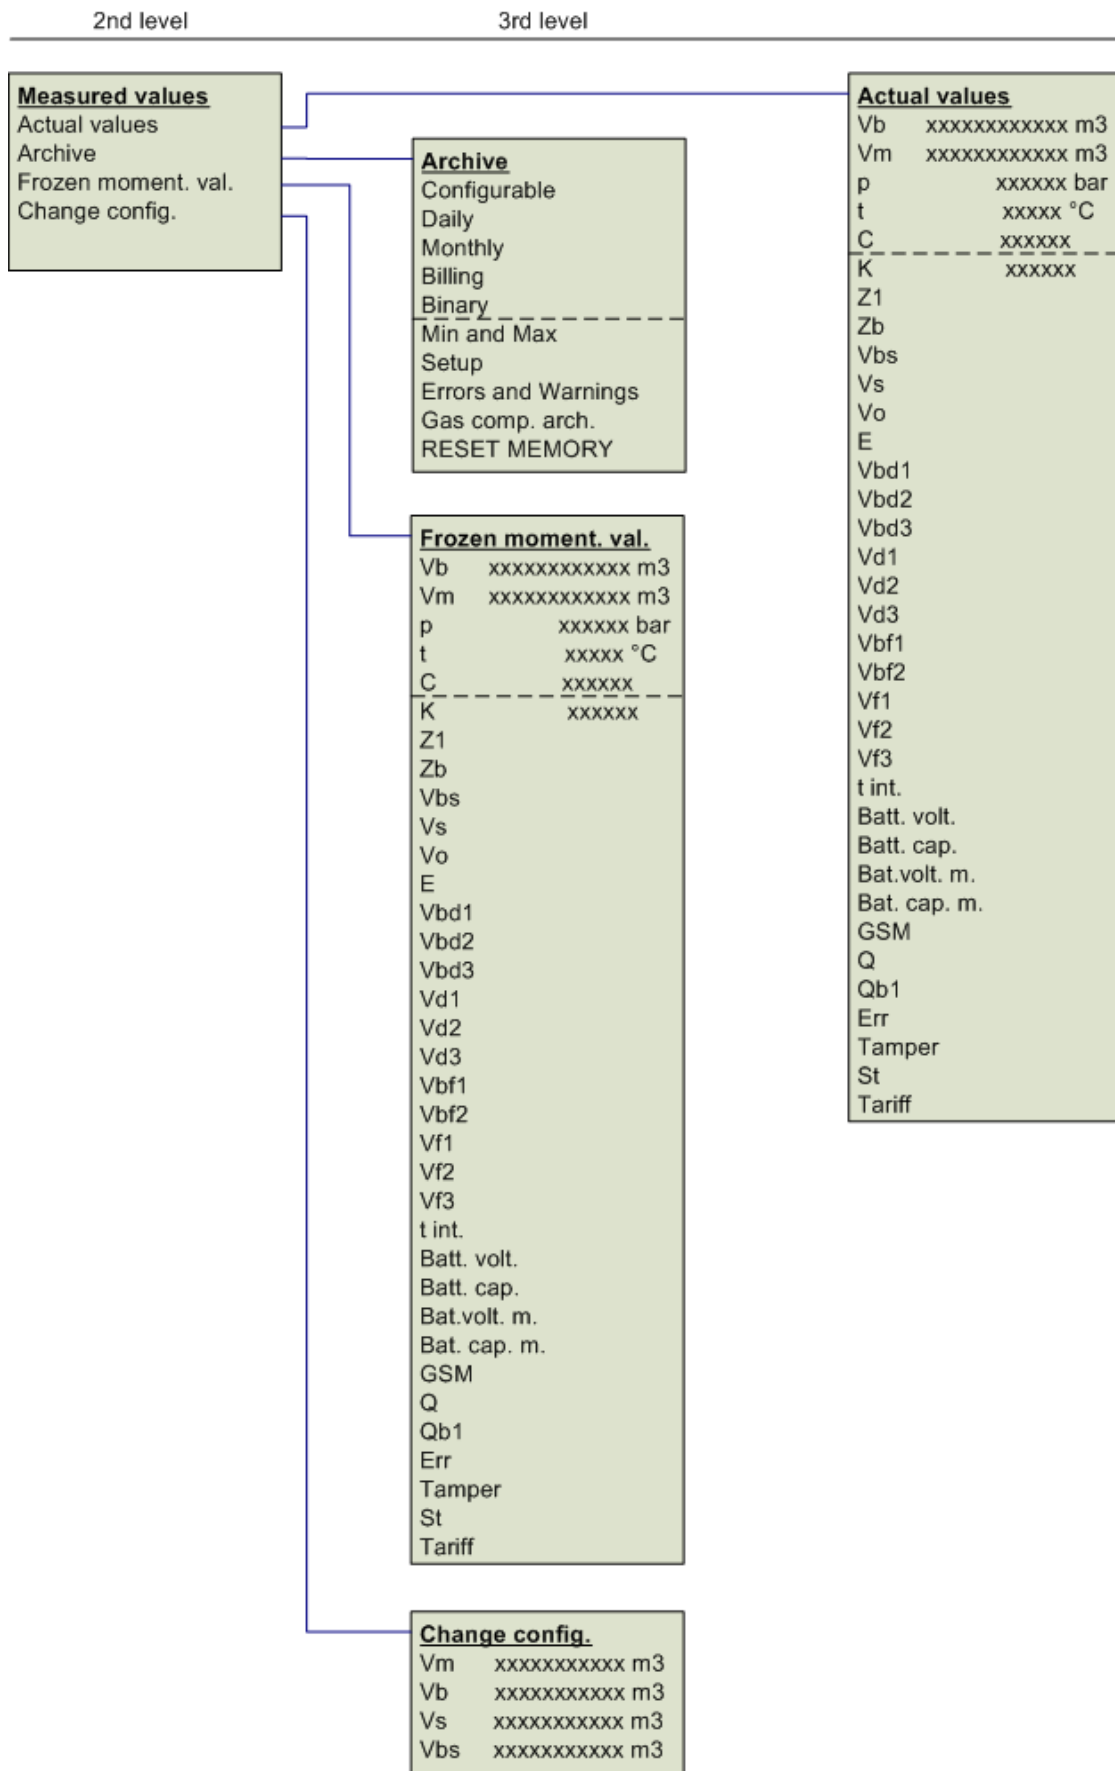 2nd level
3rd level
Measured values
Actual values
Archive
Frozen moment. val.
Change config.
Archive
Configurable
Daily
Monthly
Billing
Binary
Min and Max
Setup
Errors and Warnings
Gas comp. arch.
RESET MEMORY
Frozen moment. val.
Vb xxxxxxxxxxxx m3
Vm xxxxxxxxxxxx m3
p xxxxxx bar
t xxxxx °C
C xxxxxx
K xxxxxx
Z1
Zb
Vbs
Vs
Vo
E
Vbd1
Vbd2
Vbd3
Vd1
Vd2
Vd3
Vbf1
Vbf2
Vf1
Vf2
Vf3
t int.
Batt. volt.
Batt. cap.
Bat.volt. m.
Bat. cap. m.
GSM
Q
Qb1
Err
Tamper
St
Tariff
Change config.
Vm xxxxxxxxxxx m3
Vb xxxxxxxxxxx m3
Vs xxxxxxxxxxx m3
Vbs xxxxxxxxxxx m3
Actual values
Vb xxxxxxxxxxxx m3
Vm xxxxxxxxxxxx m3
p xxxxxx bar
t xxxxx °C
C xxxxxx
K xxxxxx
Z1
Zb
Vbs
Vs
Vo
E
Vbd1
Vbd2
Vbd3
Vd1
Vd2
Vd3
Vbf1
Vbf2
Vf1
Vf2
Vf3
t int.
Batt. volt.
Batt. cap.
Bat.volt. m.
Bat. cap. m.
GSM
Q
Qb1
Err
Tamper
St
Tariff